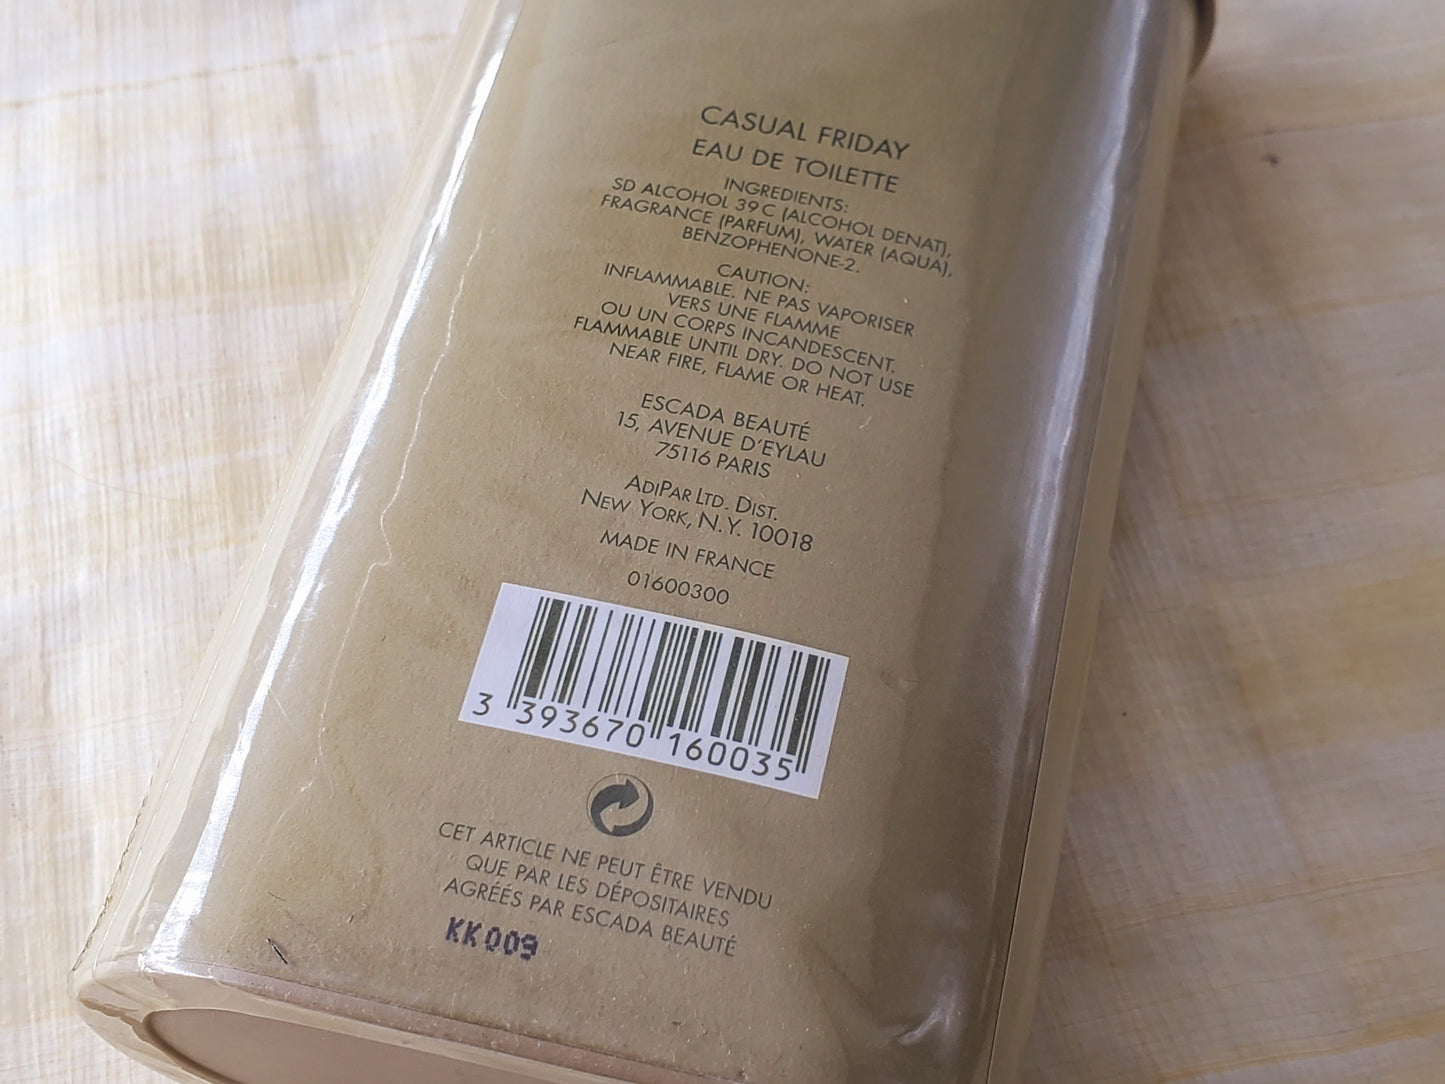 CASUAL FRIDAY
EAU DE TOILETTE
INGREDIENTS:
SD ALCOHOL 39 C (ALCOHOL DENAT),
FRAGRANCE (PARFUM), WATER (AQUA),
BENZOPHENONE-2.
CAUTION:
INFLAMMABLE. NE PAS VAPORISER
VERS UNE FLAMME
OU UN CORPS INCANDESCENT.
FLAMMABLE UNTIL DRY. DO NOT USE
NEAR FIRE, FLAME OR HEAT.
ESCADA BEAUTÉ
15, AVENUE D'EYLAU
75116 PARIS
ADIPAR LTD. DIST.
NEW YORK, N.Y. 10018
MADE IN FRANCE
01600300
3 393670 160035
CET ARTICLE NE PEUT ÊTRE VENDU
QUE PAR LES DÉPOSITAIRES
AGRÉÉS PAR ESCADA BEAUTÉ
KK009